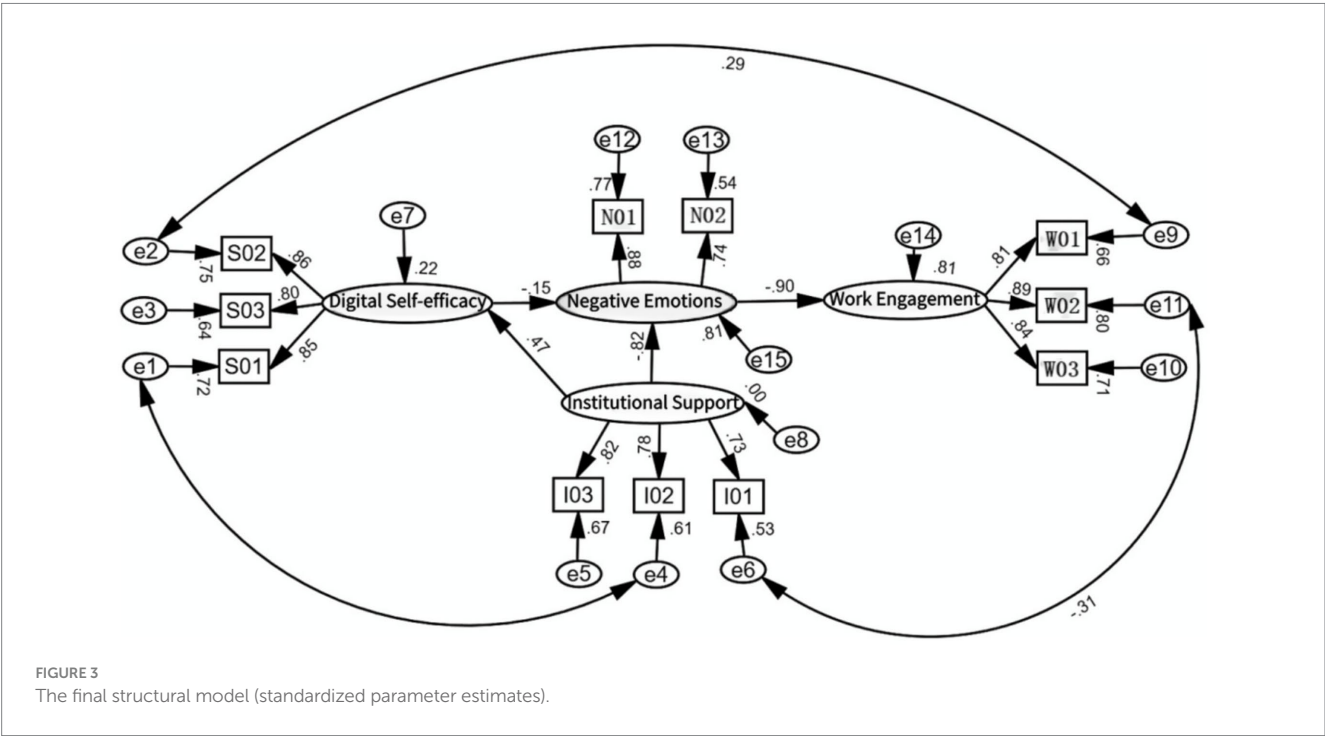 .29
e12
e13
.77
.54
N01
N02
e7
e14
e2
S02
.86
.75
.22
.88
.74
.81
.81
W01
.66
e9
e3
S03
.80
.64
Digital Self-efficacy
-.15
Negative Emotions
-.90
Work Engagement
.89
W02
.80
e11
e1
S01
.85
.72
.47
-.82
.81
e15
.84
W03
.71
e10
Institutional Support
.00
e8
.82
.78
.73
I03
I02
I01
.67
.61
.53
e5
e4
e6
-.31
FIGURE 3
The final structural model (standardized parameter estimates).